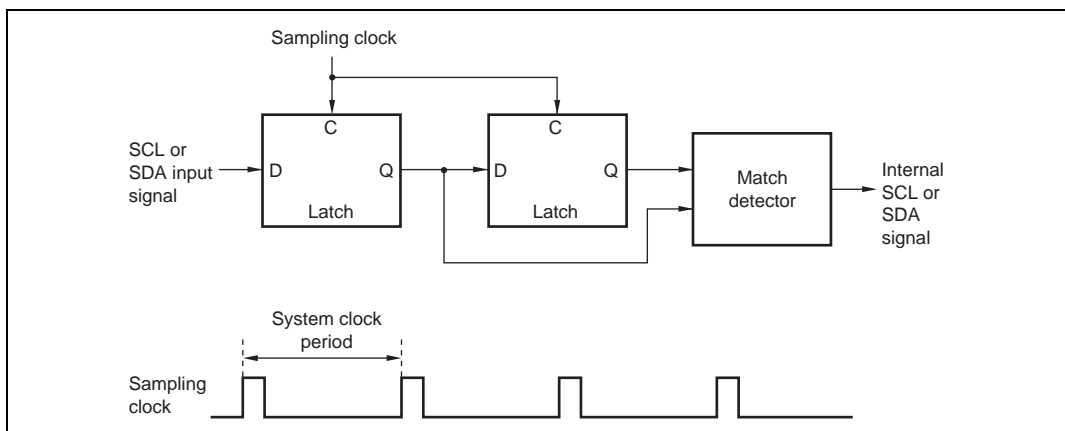 Sampling clock
SCL or
SDA input
signal
D
C
Q
Latch
D
C
Q
Latch
Match
detector
Internal
SCL or
SDA
signal
System clock
period
Sampling
clock